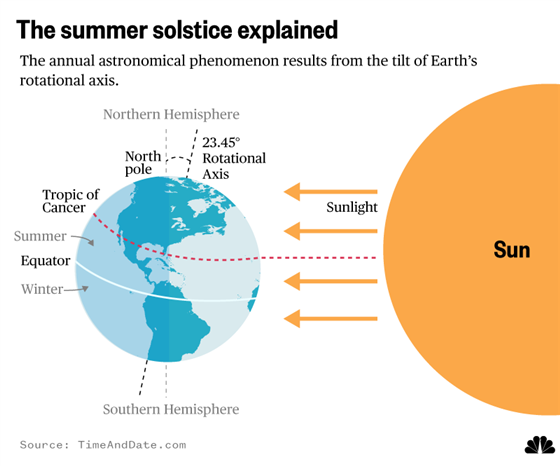 The summer solstice explained
The annual astronomical phenomenon results from the tilt of Earth’s
rotational axis.
Northern Hemisphere
23.45°
Rotational
Axis
North
pole
Tropic of
Cancer
Sunlight
Summer
Equator
Winter
Sun
Southern Hemisphere
Source: TimeAndDate.com